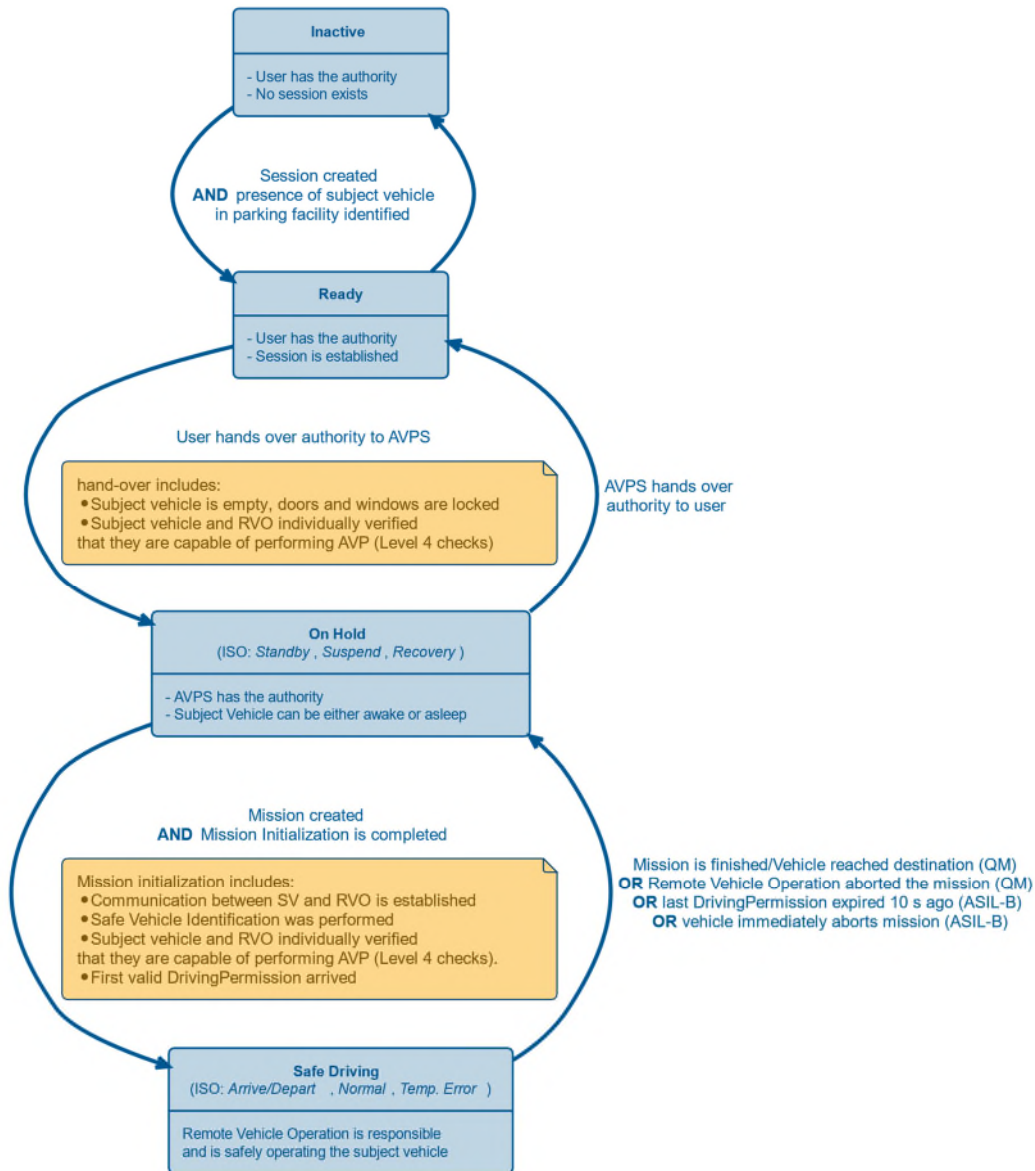 Inactive
- User has the authority
- No session exists
Session created
AND presence of subject vehicle
in parking facility identified
Ready
- User has the authority
- Session is established
User hands over authority to AVPS
hand-over includes:
• Subject vehicle is empty, doors and windows are locked
• Subject vehicle and RVO individually verified
that they are capable of performing AVP (Level 4 checks)
AVPS hands over
authority to user
On Hold
(ISO: Standby , Suspend , Recovery )
- AVPS has the authority
- Subject Vehicle can be either awake or asleep
Mission created
AND Mission Initialization is completed
Mission initialization includes:
• Communication between SV and RVO is established
• Safe Vehicle Identification was performed
• Subject vehicle and RVO individually verified
that they are capable of performing AVP (Level 4 checks).
• First valid DrivingPermission arrived
Mission is finished/Vehicle reached destination (QM)
OR Remote Vehicle Operation aborted the mission (QM)
OR last DrivingPermission expired 10 s ago (ASIL-B)
OR vehicle immediately aborts mission (ASIL-B)
Safe Driving
(ISO: Arrive/Depart , Normal , Temp. Error )
Remote Vehicle Operation is responsible
and is safely operating the subject vehicle